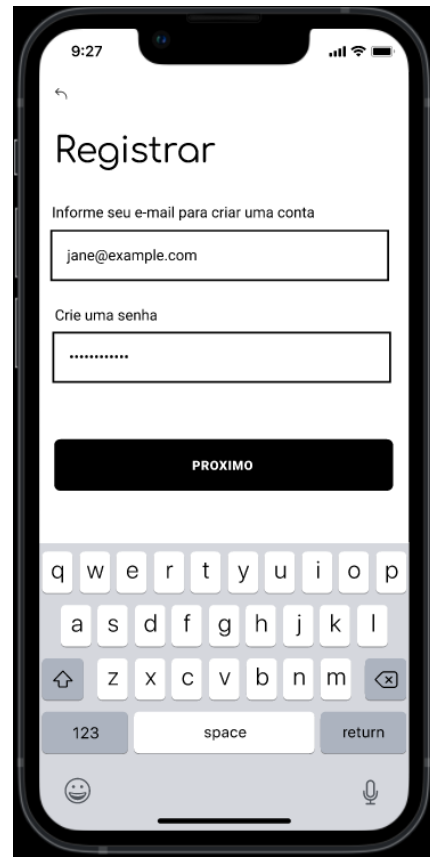 9:27
Registrar
Informe seu e-mail para criar uma conta
jane@example.com
Crie uma senha
••••••••••••
PROXIMO
q w e r t y u i o p
a s d f g h j k l
z x c v b n m
123 space return